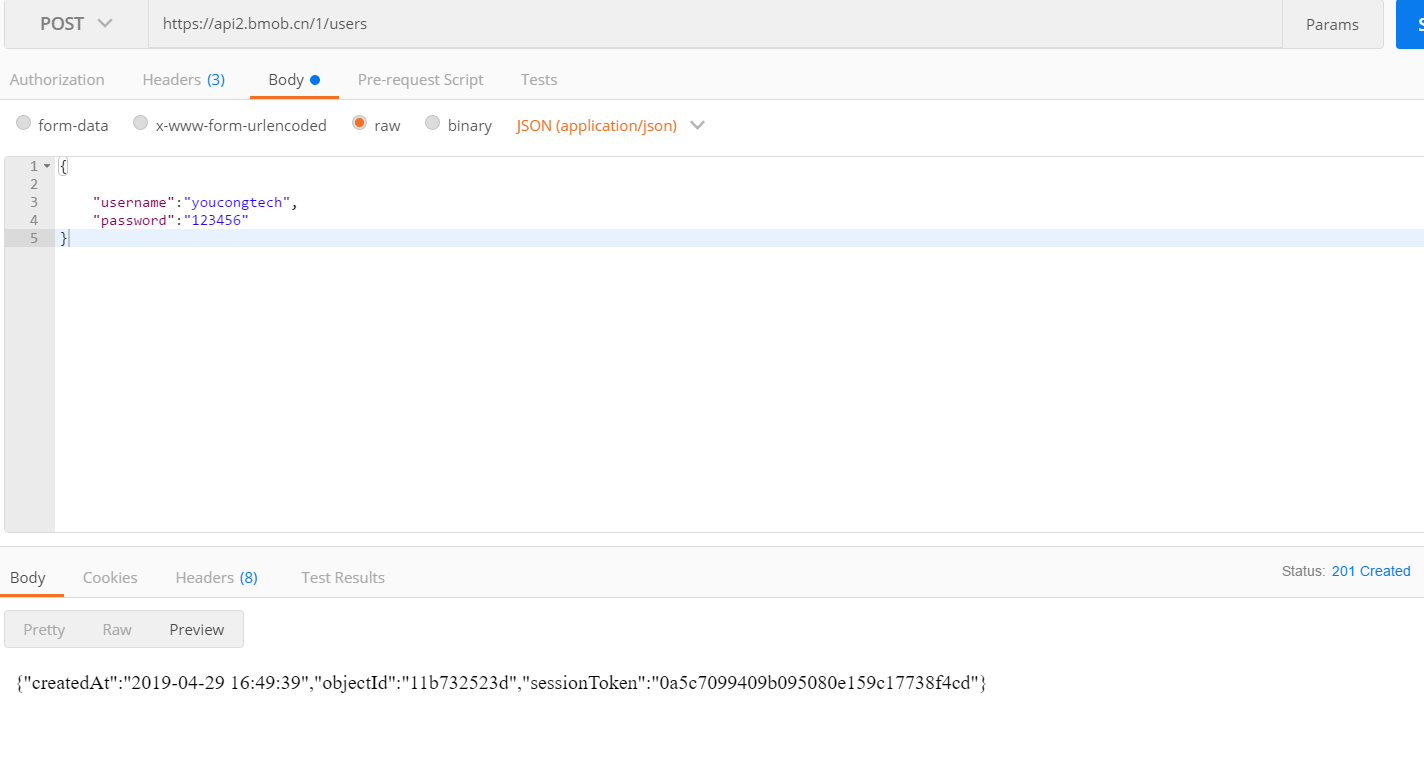 POST https://api2.bmob.cn/1/users Params S
Authorization Headers (3) Body Pre-request Script Tests
form-data x-www-form-urlencoded raw binary JSON (application/json)
1 {
2
3 "username":"youcongtech",
4 "password":"123456"
5 }
Body Cookies Headers (8) Test Results Status: 201 Created
Pretty Raw Preview
{"createdAt":"2019-04-29 16:49:39","objectId":"11b732523d","sessionToken":"0a5c7099409b095080e159c17738f4cd"}